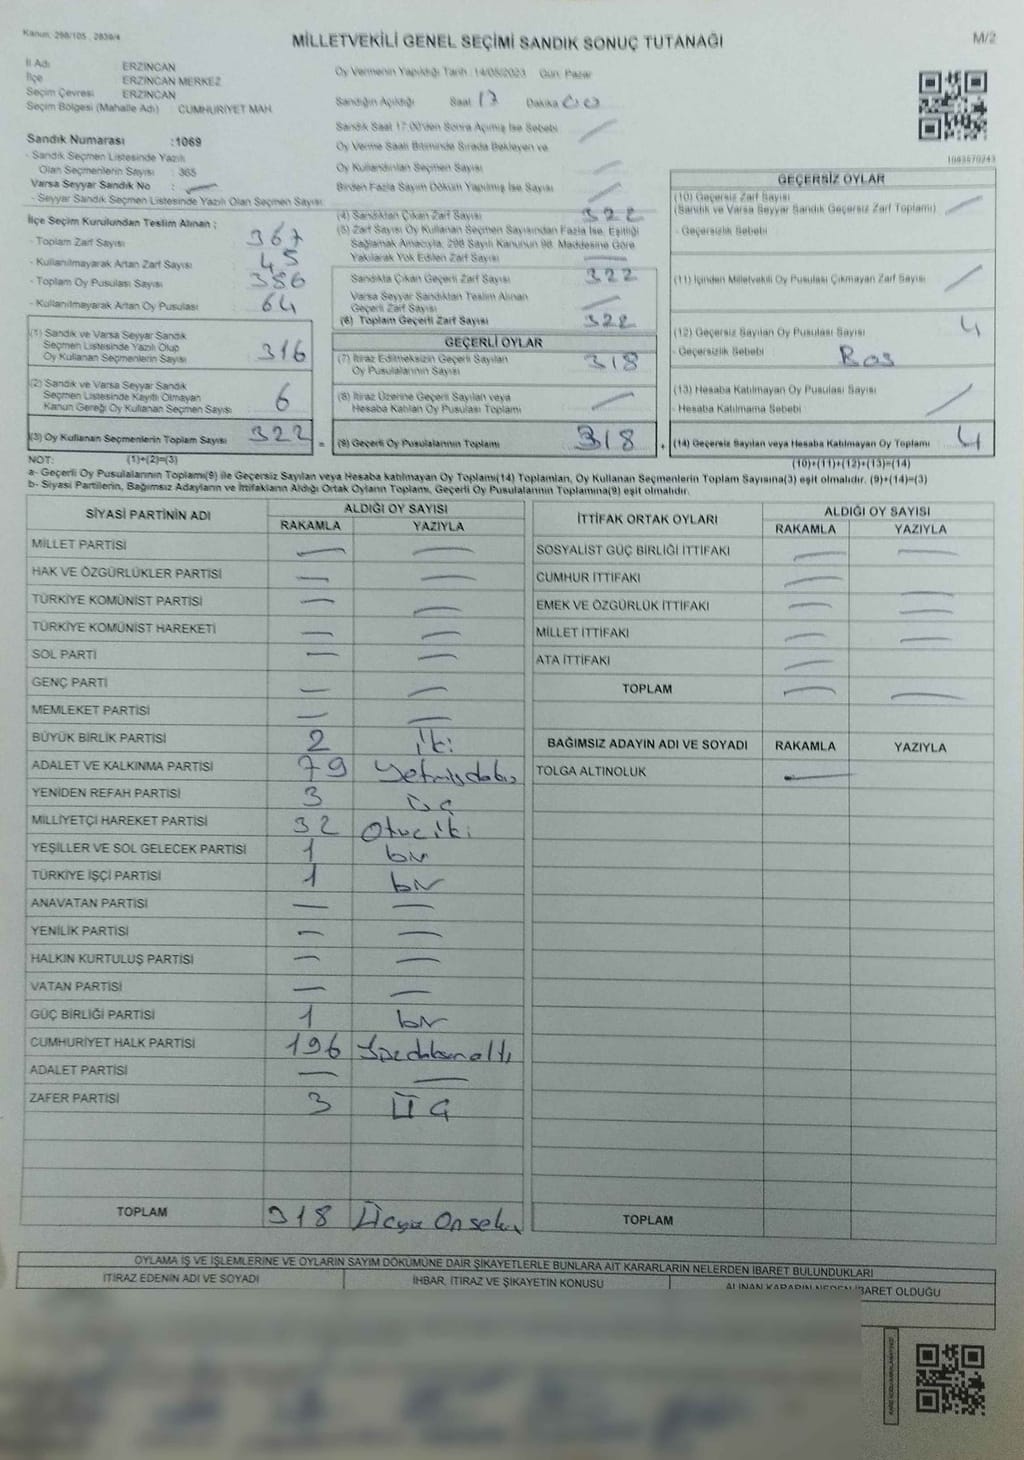 Kanun, 298/105 , 2839/4
MİLLETVEKİLİ GENEL SEÇİMİ SANDIK SONUÇ TUTANAĞI
M/2
İl Adı ERZİNCAN
İlçe ERZİNCAN MERKEZ
Seçim Çevresi ERZİNCAN
Seçim Bölgesi (Mahalle Adı) : CUMHURİYET MAH
Sandık Numarası :1069
- Sandık Seçmen Listesinde Yazılı
Olan Seçmenlerin Sayısı : 365
Varsa Seyyar Sandık No : —
- Seyyar Sandık Seçmen Listesinde Yazılı Olan Seçmen Sayısı
İlçe Seçim Kurulundan Teslim Alınan ;
- Toplam Zarf Sayısı 367
- Kullanılmayarak Artan Zarf Sayısı 45
- Toplam Oy Pusulası Sayısı 386
- Kullanılmayarak Artan Oy Pusulası 64
(1) Sandık ve Varsa Seyyar Sandık
Seçmen Listesinde Yazılı Olup
Oy Kullanan Seçmenlerin Sayısı 316
(2) Sandık ve Varsa Seyyar Sandık
Seçmen Listesinde Kayıtlı Olmayan
Kanun Gereği Oy Kullanan Seçmen Sayısı 6
(3) Oy Kullanan Seçmenlerin Toplam Sayısı 322 =
Oy Vermenin Yapıldığı Tarih : 14/05/2023 Gün: Pazar
Sandığın Açıldığı Saat 17 Dakika 00
Sandık Saat 17:00'den Sonra Açılmış İse Sebebi —
Oy Verme Saati Bitiminde Sırada Bekleyen ve
Oy Kullandırılan Seçmen Sayısı —
Birden Fazla Sayım Döküm Yapılmış İse Sayısı —
(4) Sandıktan Çıkan Zarf Sayısı 322
(5) Zarf Sayısı Oy Kullanan Seçmen Sayısından Fazla İse, Eşitliği
Sağlamak Amacıyla, 298 Sayılı Kanunun 98. Maddesine Göre
Yakılarak Yok Edilen Zarf Sayısı —
Sandıkta Çıkan Geçerli Zarf Sayısı 322
Varsa Seyyar Sandıktan Teslim Alınan
Geçerli Zarf Sayısı —
(6) Toplam Geçerli Zarf Sayısı 322
GEÇERLİ OYLAR
(7) İtiraz Edilmeksizin Geçerli Sayılan
Oy Pusulalarının Sayısı 318
(8) İtiraz Üzerine Geçerli Sayılan veya
Hesaba Katılan Oy Pusulası Toplamı —
(9) Geçerli Oy Pusulalarının Toplamı 318 +
1093570243
GEÇERSİZ OYLAR
(10) Geçersiz Zarf Sayısı
(Sandık ve Varsa Seyyar Sandık Geçersiz Zarf Toplamı) —
- Geçersizlik Sebebi
(11) İçinden Milletvekili Oy Pusulası Çıkmayan Zarf Sayısı —
(12) Geçersiz Sayılan Oy Pusulası Sayısı 4
- Geçersizlik Sebebi Boş
(13) Hesaba Katılmayan Oy Pusulası Sayısı —
- Hesaba Katılmama Sebebi
(14) Geçersiz Sayılan veya Hesaba Katılmayan Oy Toplamı 4
NOT: (1)+(2)=(3) (10)+(11)+(12)+(13)=(14)
a- Geçerli Oy Pusulalarının Toplamı(9) ile Geçersiz Sayılan veya Hesaba katılmayan Oy Toplamı(14) Toplamları, Oy Kullanan Seçmenlerin Toplam Sayısına(3) eşit olmalıdır. (9)+(14)=(3)
b- Siyasi Partilerin, Bağımsız Adayların ve İttifakların Aldığı Ortak Oyların Toplamı, Geçerli Oy Pusulalarının Toplamına(9) eşit olmalıdır.
SİYASİ PARTİNİN ADI ALDIĞI OY SAYISI
RAKAMLA YAZIYLA
MİLLET PARTİSİ — —
HAK VE ÖZGÜRLÜKLER PARTİSİ — —
TÜRKİYE KOMÜNİST PARTİSİ — —
TÜRKİYE KOMÜNİST HAREKETİ — —
SOL PARTİ — —
GENÇ PARTİ — —
MEMLEKET PARTİSİ — —
BÜYÜK BİRLİK PARTİSİ 2 iki
ADALET VE KALKINMA PARTİSİ 79 Yetmişdokuz
YENİDEN REFAH PARTİSİ 3 üç
MİLLİYETÇİ HAREKET PARTİSİ 32 Otuziki
YEŞİLLER VE SOL GELECEK PARTİSİ 1 bir
TÜRKİYE İŞÇİ PARTİSİ 1 bir
ANAVATAN PARTİSİ — —
YENİLİK PARTİSİ — —
HALKIN KURTULUŞ PARTİSİ — —
VATAN PARTİSİ — —
GÜÇ BİRLİĞİ PARTİSİ 1 bir
CUMHURİYET HALK PARTİSİ 196 Yüzdoksanaltı
ADALET PARTİSİ — —
ZAFER PARTİSİ 3 ÜÇ
TOPLAM 318 Üçyüz Onsekiz
İTTİFAK ORTAK OYLARI ALDIĞI OY SAYISI
RAKAMLA YAZIYLA
SOSYALİST GÜÇ BİRLİĞİ İTTİFAKI — —
CUMHUR İTTİFAKI —
EMEK VE ÖZGÜRLÜK İTTİFAKI — —
MİLLET İTTİFAKI — —
ATA İTTİFAKI —
TOPLAM — —
BAĞIMSIZ ADAYIN ADI VE SOYADI RAKAMLA YAZIYLA
TOLGA ALTINOLUK —
TOPLAM
OYLAMA İŞ VE İŞLEMLERİNE VE OYLARIN SAYIM DÖKÜMÜNE DAİR ŞİKAYETLERLE BUNLARA AİT KARARLARIN NELERDEN İBARET BULUNDUKLARI
İTİRAZ EDENİN ADI VE SOYADI İHBAR, İTİRAZ VE ŞİKAYETİN KONUSU ALINAN KARARIN NEDEN İBARET OLDUĞU